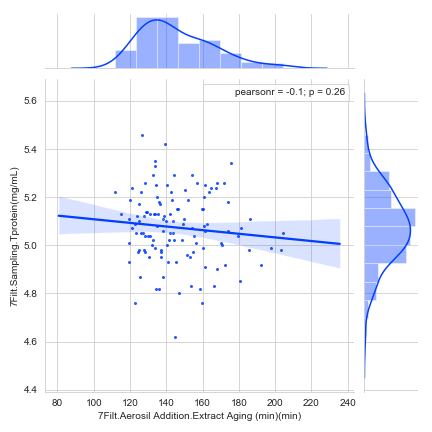 pearsonr = -0.1; p = 0.26
5.6
5.4
5.2
5.0
4.8
4.6
4.4
7Filt.Sampling.Tprotein(mg/mL)
80 100 120 140 160 180 200 220 240
7Filt.Aerosil Addition.Extract Aging (min)(min)